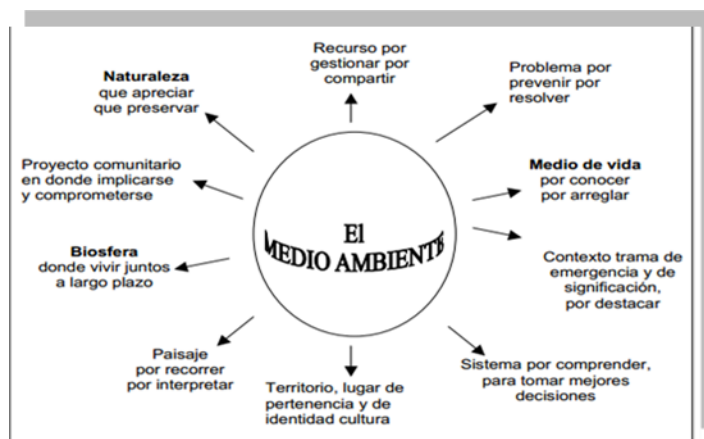 Recurso por
gestionar por
compartir
Problema por
prevenir por
resolver
Naturaleza
que apreciar
que preservar
Proyecto comunitario
en donde implicarse
y comprometerse
Medio de vida
por conocer
por arreglar
El
MEDIO AMBIENTE
Biosfera
donde vivir juntos
a largo plazo
Contexto trama de
emergencia y de
significación,
por destacar
Paisaje
por recorrer
por interpretar
Territorio, lugar de
pertenencia y de
identidad cultura
Sistema por comprender,
para tomar mejores
decisiones